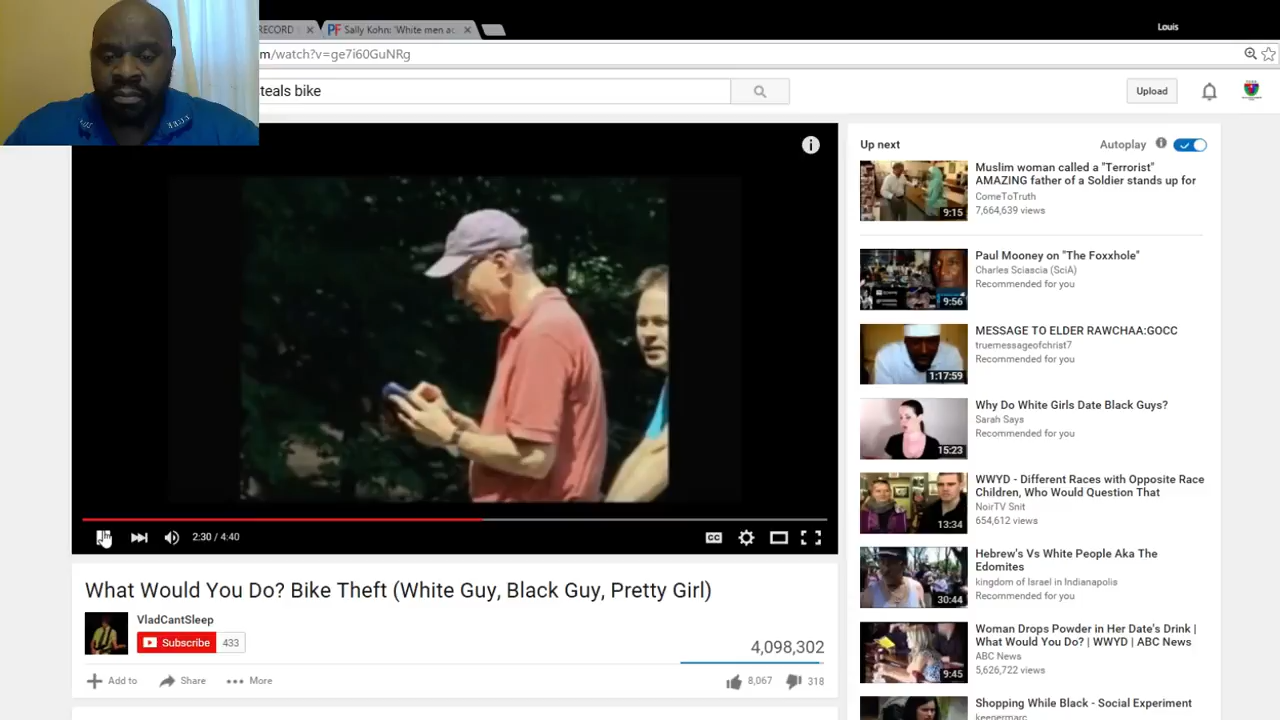 RECORD
Sally Kohn: 'White men ac
Louis
m/watch?v=ge7i60GuNRg
teals bike
Upload
Up next
Autoplay
Muslim woman called a "Terrorist"
AMAZING father of a Soldier stands up for
ComeToTruth
7,664,639 views
9:15
Paul Mooney on "The Foxxhole"
Charles Sciascia (SciA)
Recommended for you
9:56
MESSAGE TO ELDER RAWCHAA:GOCC
truemessageofchrist7
Recommended for you
1:17:59
Why Do White Girls Date Black Guys?
Sarah Says
Recommended for you
15:23
WWYD - Different Races with Opposite Race
Children, Who Would Question That
NoirTV Snit
654,612 views
13:34
Hebrew's Vs White People Aka The
Edomites
kingdom of Israel in Indianapolis
Recommended for you
30:44
Woman Drops Powder in Her Date's Drink |
What Would You Do? | WWYD | ABC News
ABC News
5,626,722 views
9:45
Shopping While Black - Social Experiment
keepermarc
2:30 / 4:40
CC
What Would You Do? Bike Theft (White Guy, Black Guy, Pretty Girl)
VladCantSleep
Subscribe 433
4,098,302
Add to Share More
8,067 318